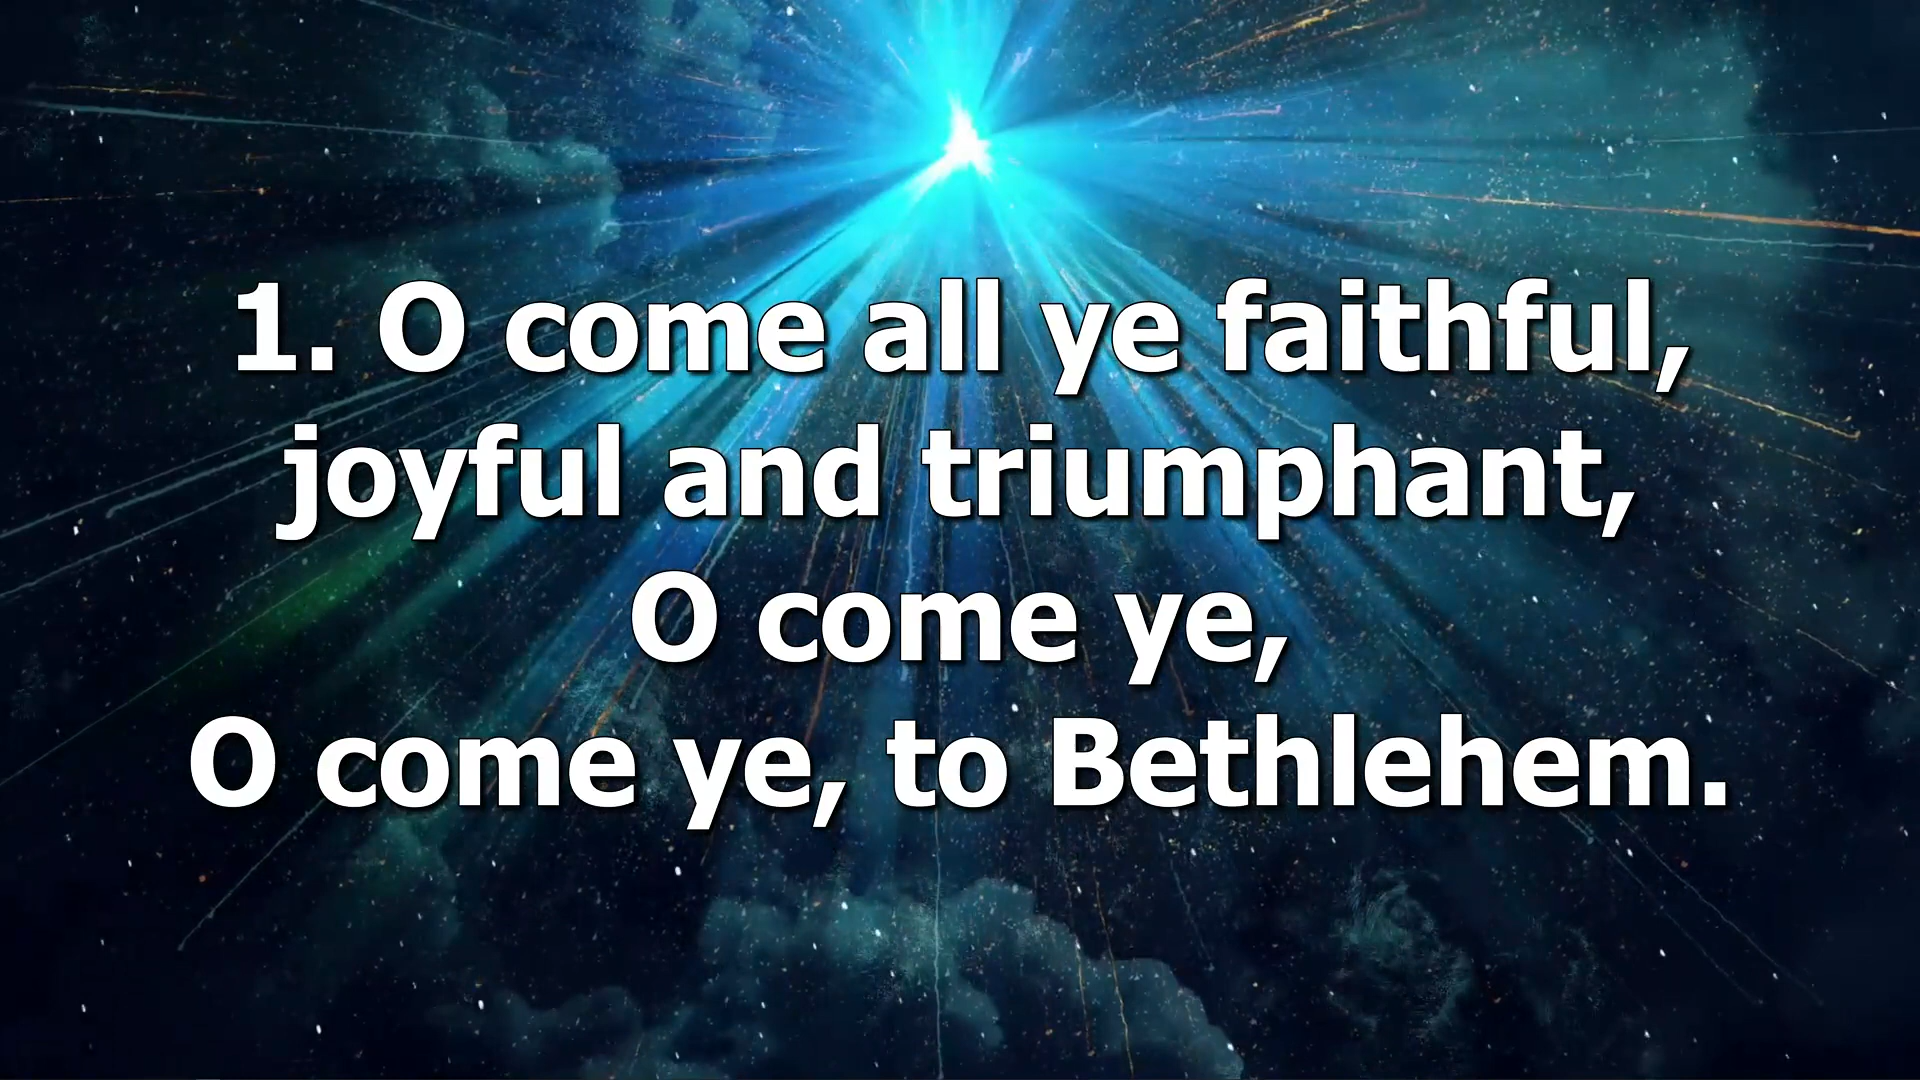 1. O come all ye faithful,
joyful and triumphant,
O come ye,
O come ye, to Bethlehem.